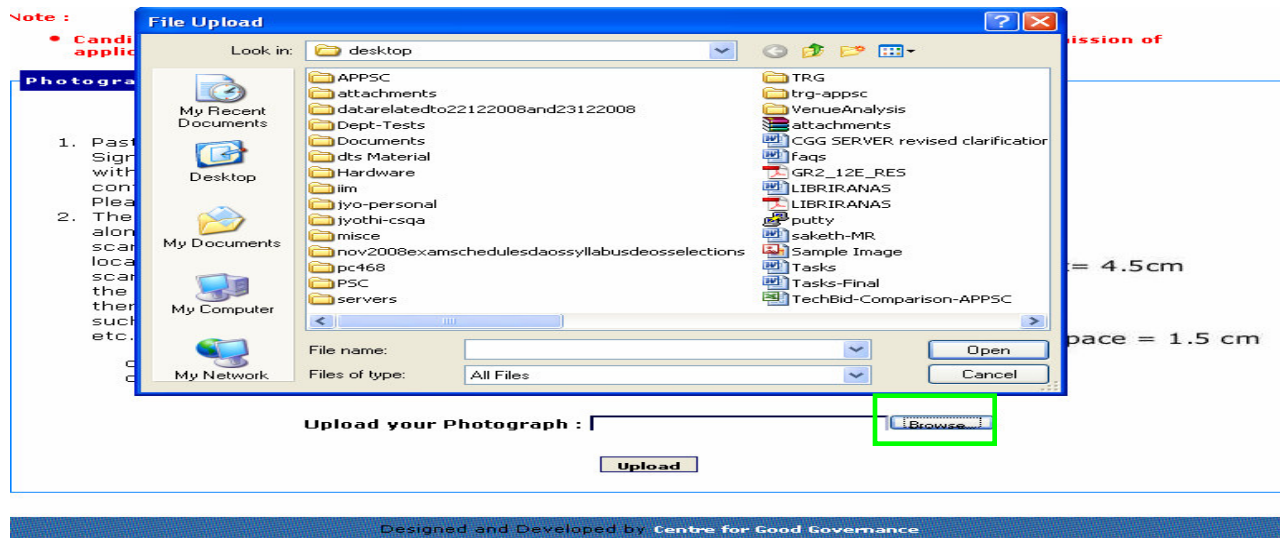 Note :
File Upload
Candi
applic
ission of
Look in: desktop
Photogra
My Recent
Documents
Desktop
My Documents
My Computer
My Network
APPSC
attachments
datarelatedto22122008and23122008
Dept-Tests
Documents
dts Material
Hardware
iim
jyo-personal
jyothi-csqa
misce
nov2008examschedulesdaossyllabusdeosselections
pc468
PSC
servers
TRG
trg-appsc
VenueAnalysis
attachments
CGG SERVER revised clarification
faqs
GR2_12E_RES
LIBRIRANAS
LIBRIRANAS
putty
saketh-MR
Sample Image
Tasks
Tasks-Final
TechBid-Comparison-APPSC
1. Past
Sign
with
cont
Plea
2. The
alon
scar
loca
scar
the
ther
such
etc.
= 4.5cm
pace = 1.5 cm
File name:
Open
Files of type: All Files
Cancel
Upload your Photograph :
Browse...
Upload
Designed and Developed by Centre for Good Governance